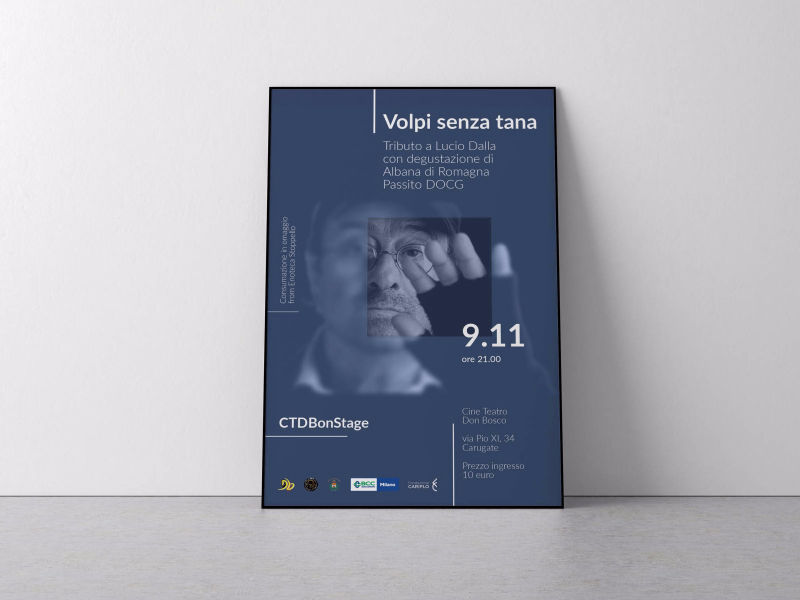 Volpi senza tana
Tributo a Lucio Dalla
con degustazione di
Albana di Romagna
Passito DOCG
Consumazione in omaggio
from Enoteca Stoppello
9.11
ore 21.00
CTDBonStage
Cine Teatro
Don Bosco
via Pio XI, 34
Carugate
Prezzo ingresso
10 euro
BCC
Milano
CARIPLO